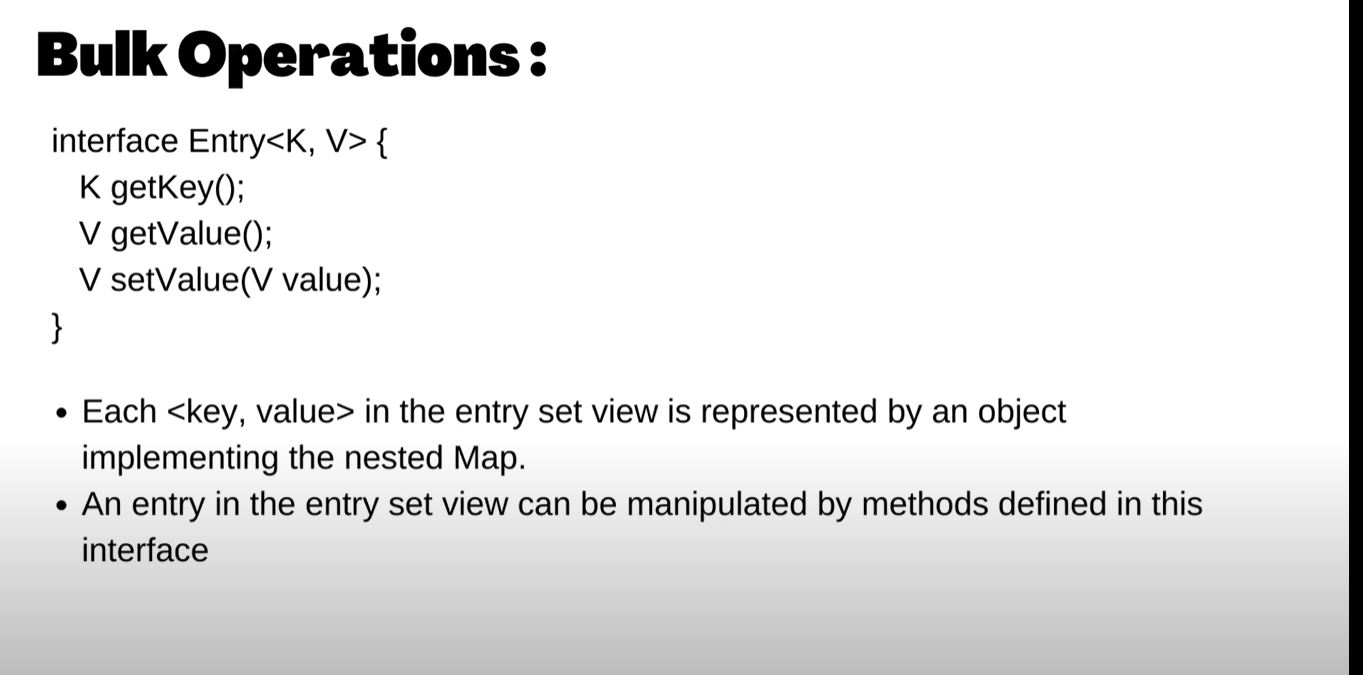 Bulk Operations:
interface Entry<K, V> {
K getKey();
V getValue();
V setValue(V value);
}
• Each <key, value> in the entry set view is represented by an object
implementing the nested Map.
• An entry in the entry set view can be manipulated by methods defined in this
interface